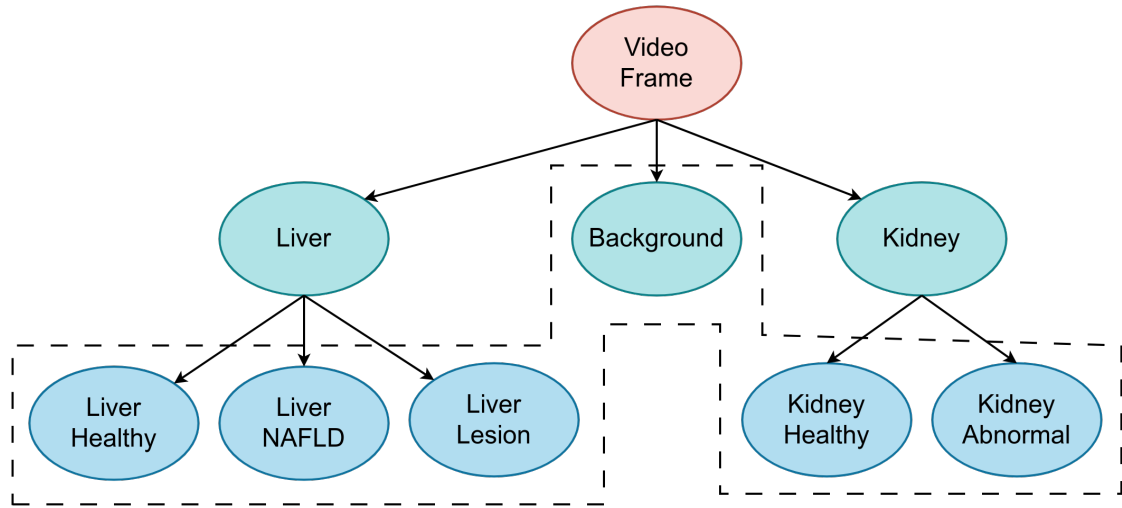 Video
Frame
Liver
Background
Kidney
Liver
Healthy
Liver
NAFLD
Liver
Lesion
Kidney
Healthy
Kidney
Abnormal